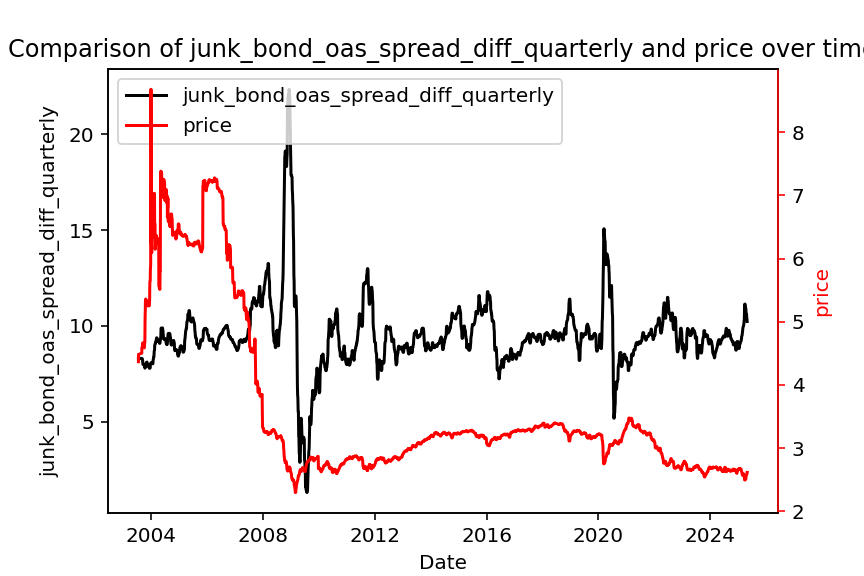 Comparison of junk_bond_oas_spread_diff_quarterly and price over time
junk_bond_oas_spread_diff_quarterly
price
junk_bond_oas_spread_diff_quarterly
20
15
10
5
8
7
6
5
4
3
2
price
2004
2008
2012
2016
2020
2024
Date